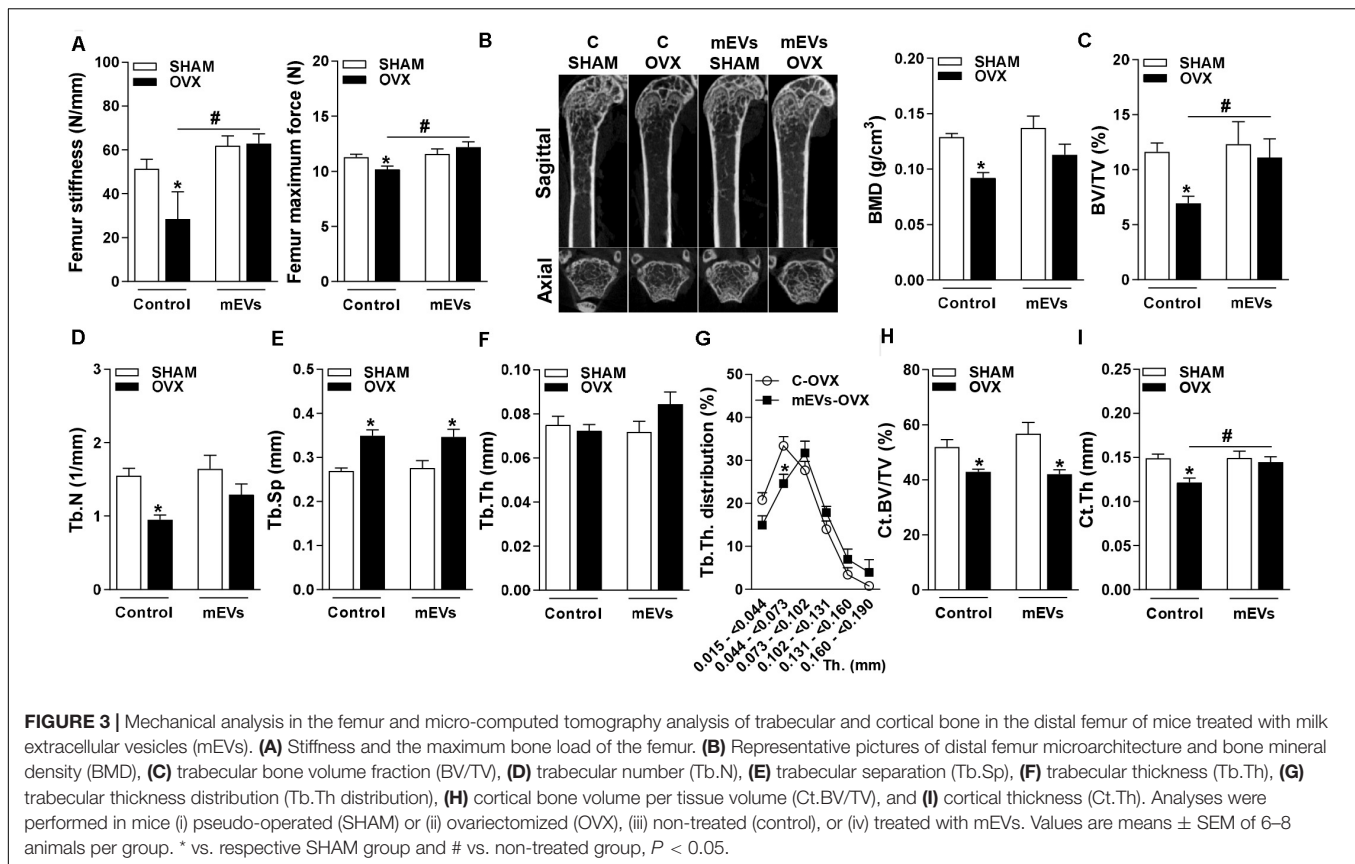 A
SHAM
OVX
Femur stiffness (N/mm)
100
80
60
40
20
0
*
#
Control
mEVs
SHAM
OVX
Femur maximum force (N)
20
15
10
5
0
*
#
Control
mEVs
B
C
SHAM
C
OVX
mEVs
SHAM
mEVs
OVX
Sagittal
Axial
SHAM
OVX
BMD (g/cm³)
0.20
0.15
0.10
0.05
0.00
*
Control
mEVs
C
SHAM
OVX
BV/TV (%)
20
15
10
5
0
*
#
Control
mEVs
D
SHAM
OVX
Tb.N (1/mm)
3
2
1
0
*
Control
mEVs
E
SHAM
OVX
Tb.Sp (mm)
0.5
0.4
0.3
0.2
0.1
0.0
*
*
Control
mEVs
F
SHAM
OVX
Tb.Th (mm)
0.10
0.08
0.06
0.04
0.02
0.00
Control
mEVs
G
C-OVX
mEVs-OVX
Tb.Th. distribution (%)
50
40
30
20
10
0
*
0.015 - <0.044
0.044 - <0.073
0.073 - <0.102
0.102 - <0.131
0.131 - <0.160
0.160 - <0.190
Th. (mm)
H
SHAM
OVX
Ct.BV/TV (%)
80
60
40
20
0
*
*
Control
mEVs
I
SHAM
OVX
Ct.Th (mm)
0.25
0.20
0.15
0.10
0.05
0.00
*
#
Control
mEVs
FIGURE 3 | Mechanical analysis in the femur and micro-computed tomography analysis of trabecular and cortical bone in the distal femur of mice treated with milk
extracellular vesicles (mEVs). (A) Stiffness and the maximum bone load of the femur. (B) Representative pictures of distal femur microarchitecture and bone mineral
density (BMD), (C) trabecular bone volume fraction (BV/TV), (D) trabecular number (Tb.N), (E) trabecular separation (Tb.Sp), (F) trabecular thickness (Tb.Th), (G)
trabecular thickness distribution (Tb.Th distribution), (H) cortical bone volume per tissue volume (Ct.BV/TV), and (I) cortical thickness (Ct.Th). Analyses were
performed in mice (i) pseudo-operated (SHAM) or (ii) ovariectomized (OVX), (iii) non-treated (control), or (iv) treated with mEVs. Values are means ± SEM of 6–8
animals per group. * vs. respective SHAM group and # vs. non-treated group, P < 0.05.